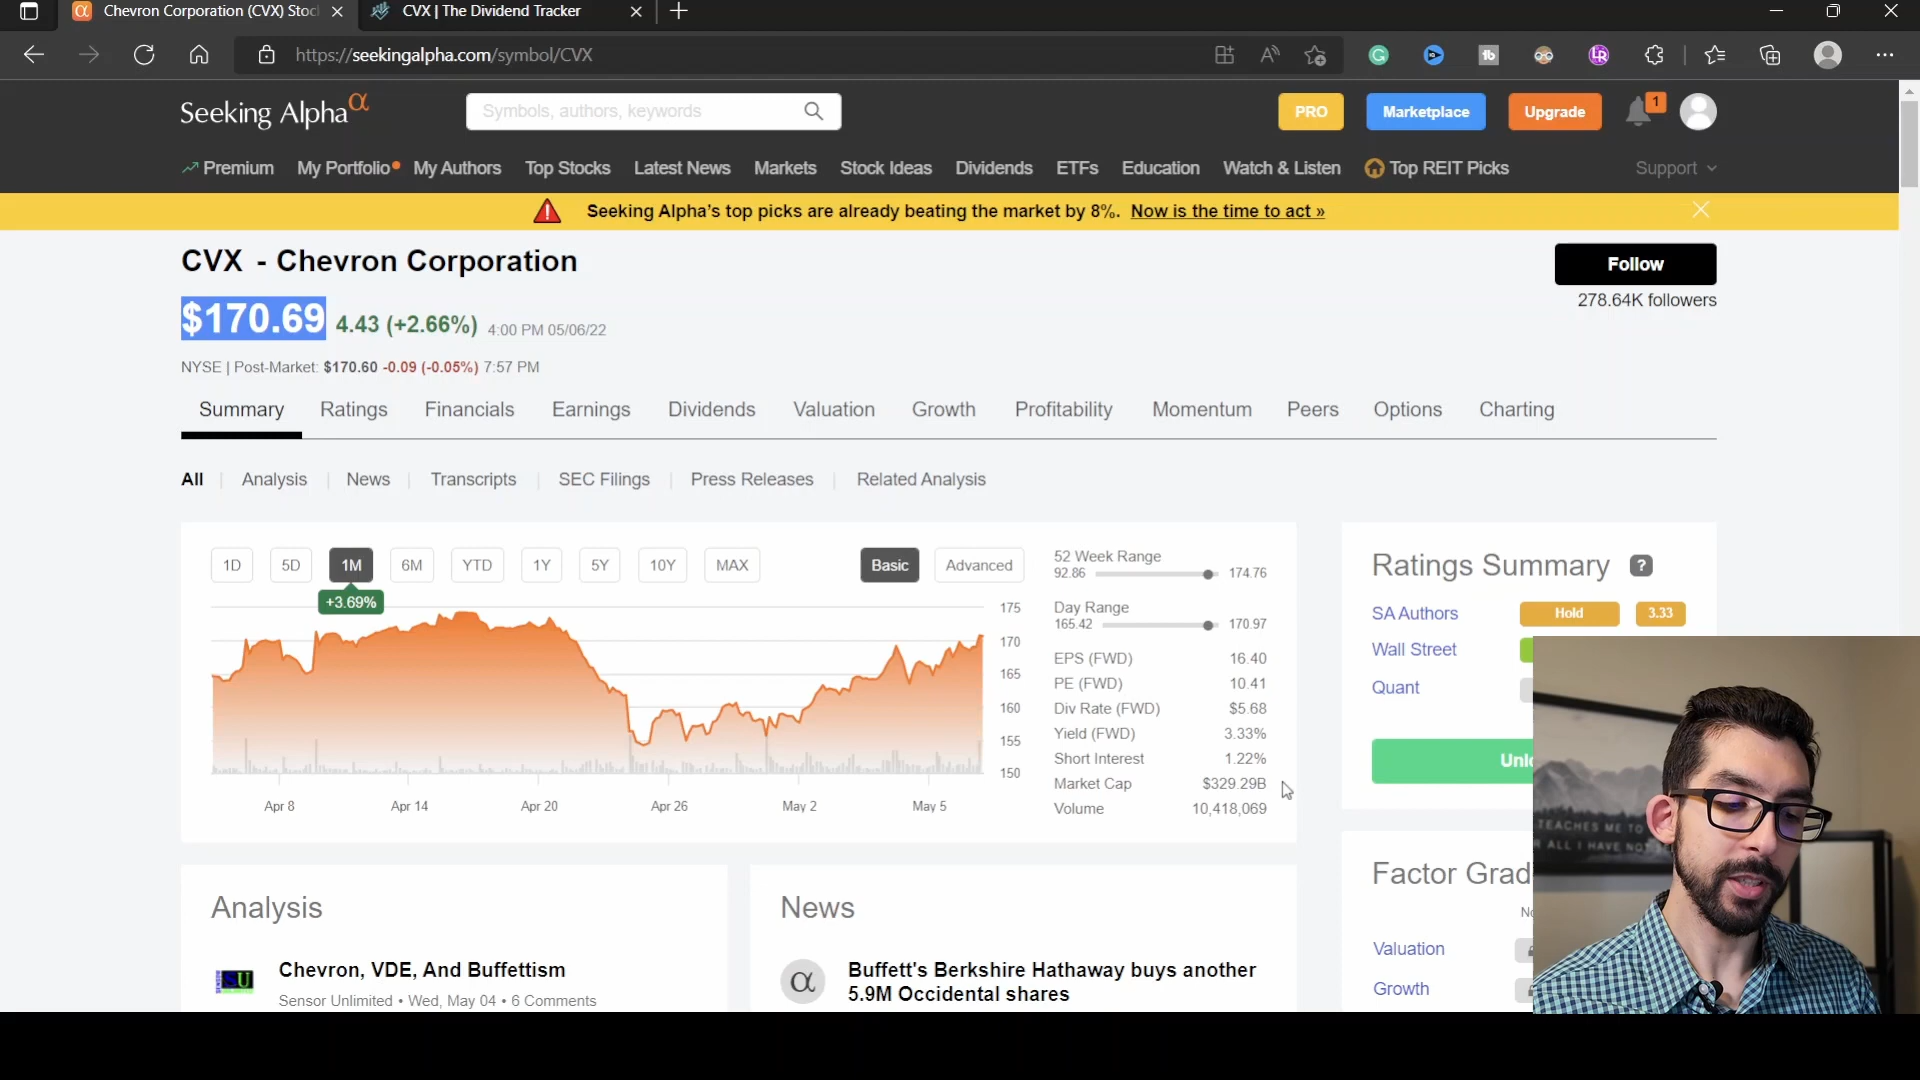 Chevron Corporation (CVX) Stoc
CVX | The Dividend Tracker
https://seekingalpha.com/symbol/CVX
Seeking Alpha α
Symbols, authors, keywords
PRO
Marketplace
Upgrade
1
Premium
My Portfolio
My Authors
Top Stocks
Latest News
Markets
Stock Ideas
Dividends
ETFs
Education
Watch & Listen
Top REIT Picks
Support
Seeking Alpha's top picks are already beating the market by 8%. Now is the time to act »
CVX - Chevron Corporation
Follow
278.64K followers
$170.69 4.43 (+2.66%) 4:00 PM 05/06/22
NYSE | Post-Market: $170.60 -0.09 (-0.05%) 7:57 PM
Summary
Ratings
Financials
Earnings
Dividends
Valuation
Growth
Profitability
Momentum
Peers
Options
Charting
All
Analysis
News
Transcripts
SEC Filings
Press Releases
Related Analysis
1D
5D
1M
6M
YTD
1Y
5Y
10Y
MAX
Basic
Advanced
+3.69%
175
170
165
160
155
150
Apr 8
Apr 14
Apr 20
Apr 26
May 2
May 5
52 Week Range
92.86 174.76
Day Range
165.42 170.97
EPS (FWD) 16.40
PE (FWD) 10.41
Div Rate (FWD) $5.68
Yield (FWD) 3.33%
Short Interest 1.22%
Market Cap $329.29B
Volume 10,418,069
Ratings Summary ?
SA Authors Hold 3.33
Wall Street
Quant
Unlo
Factor Grad
No
Valuation
Growth
TEACHES ME TO
R ALL I HAVE NO
Analysis
SU
Chevron, VDE, And Buffettism
Sensor Unlimited • Wed, May 04 • 6 Comments
News
α
Buffett's Berkshire Hathaway buys another
5.9M Occidental shares